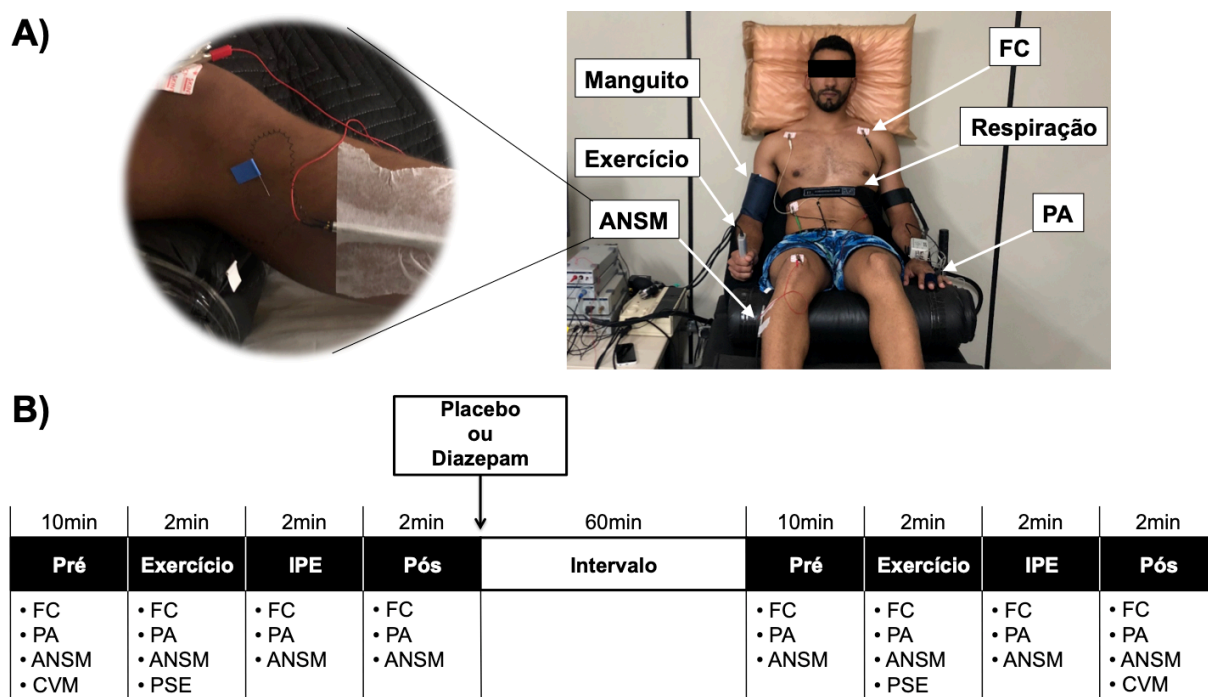 A)
Manguito
Exercício
ANSM
FC
Respiração
PA
B)
Placebo
ou
Diazepam
10min 2min 2min 2min 60min 10min 2min 2min 2min
Pré Exercício IPE Pós Intervalo Pré Exercício IPE Pós
• FC • FC • FC • FC • FC • FC • FC • FC
• PA • PA • PA • PA • PA • PA • PA • PA
• ANSM • ANSM • ANSM • ANSM • ANSM • ANSM • ANSM • ANSM
• CVM • PSE • PSE • CVM